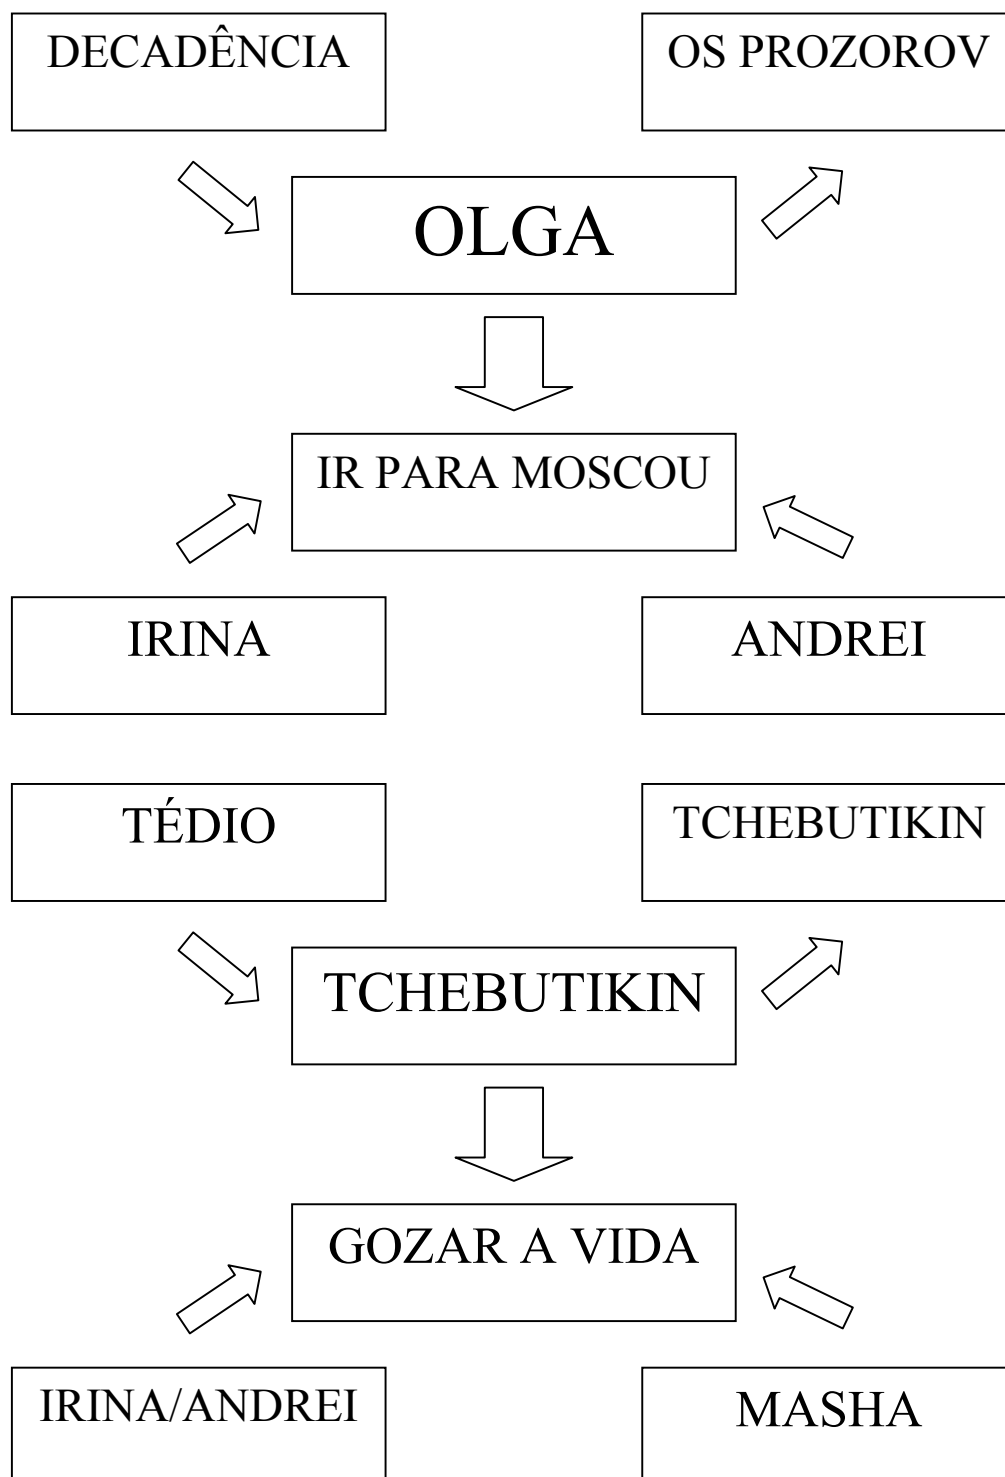 DECADÊNCIA
OS PROZOROV
OLGA
IR PARA MOSCOU
IRINA
ANDREI
TÉDIO
TCHEBUTIKIN
TCHEBUTIKIN
GOZAR A VIDA
IRINA/ANDREI
MASHA